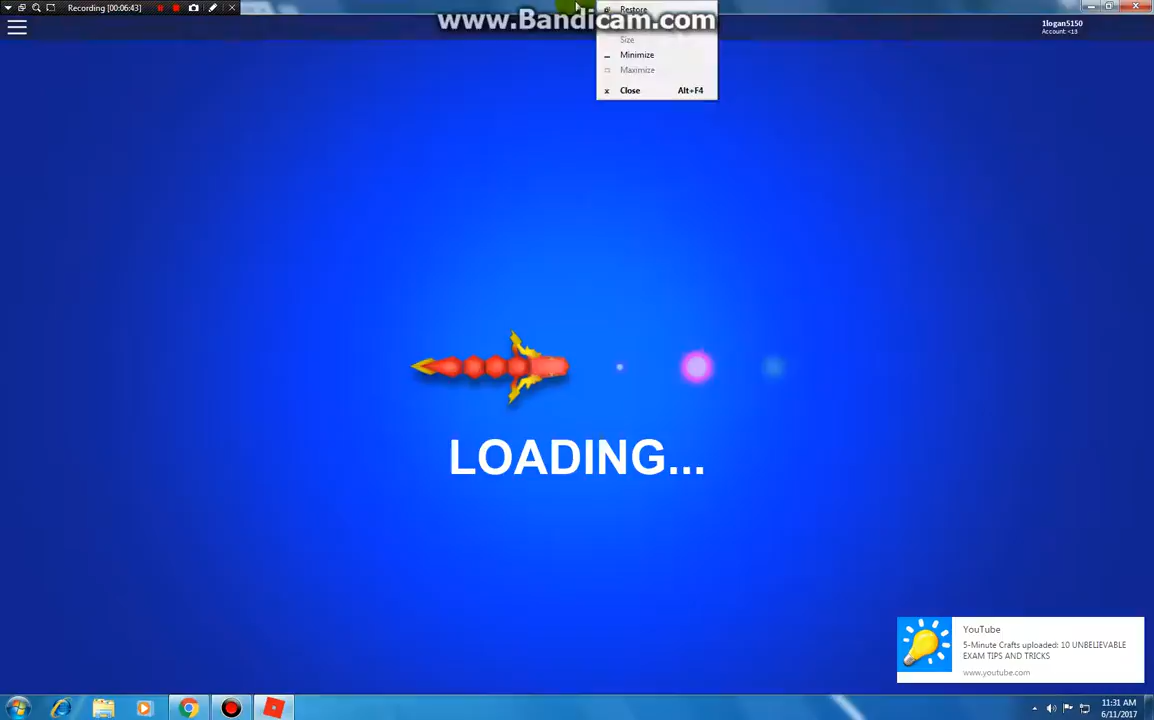 Recording [00:06:43]
www.Bandicam.com
Restore
Size
Minimize
Maximize
x Close Alt+F4
1logan5150
Account: <13
LOADING...
YouTube
5-Minute Crafts uploaded: 10 UNBELIEVABLE
EXAM TIPS AND TRICKS
www.youtube.com
11:31 AM
6/11/2017